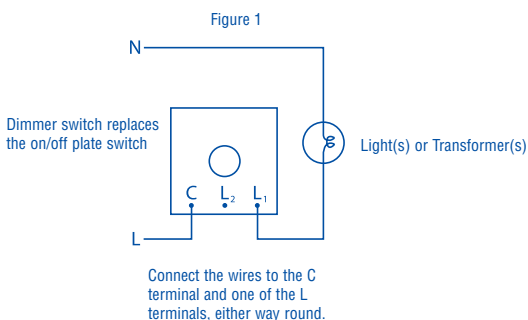 Figure 1
N
Dimmer switch replaces
the on/off plate switch
Light(s) or Transformer(s)
C L₂ L₁
L
Connect the wires to the C
terminal and one of the L
terminals, either way round.